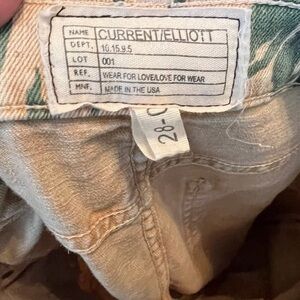 NAME CURRENT/ELLIOTT
DEPT. 10.15.9.5
LOT 001
REF. WEAR FOR LOVE/LOVE FOR WEAR
MNF. MADE IN THE USA
28-C